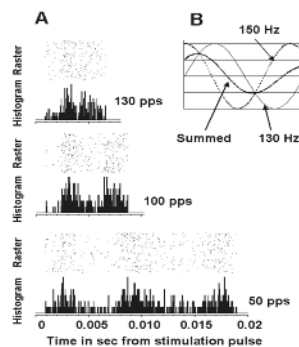 A
Raster
Histogram
130 pps
Raster
Histogram
100 pps
Raster
Histogram
50 pps
0 0.005 0.010 0.015 0.02
Time in sec from stimulation pulse
B
150 Hz
Summed
130 Hz